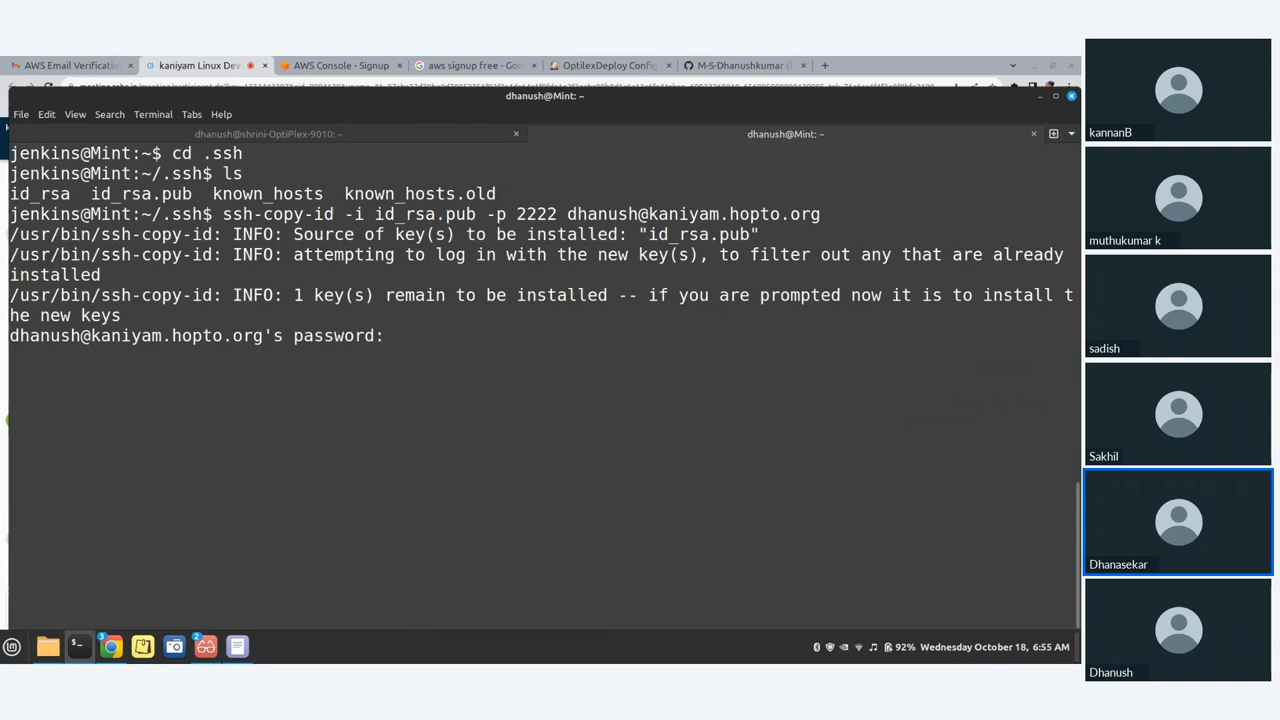 AWS Email Verificatio
kaniyam Linux Dev
AWS Console - Signup
aws signup free - Goo
OptilexDeploy Config
M-S-Dhanushkumar (
dhanush@Mint: ~
File Edit View Search Terminal Tabs Help
dhanush@shrini-OptiPlex-9010: ~
dhanush@Mint: ~
jenkins@Mint:~$ cd .ssh
jenkins@Mint:~/.ssh$ ls
id_rsa id_rsa.pub known_hosts known_hosts.old
jenkins@Mint:~/.ssh$ ssh-copy-id -i id_rsa.pub -p 2222 dhanush@kaniyam.hopto.org
/usr/bin/ssh-copy-id: INFO: Source of key(s) to be installed: "id_rsa.pub"
/usr/bin/ssh-copy-id: INFO: attempting to log in with the new key(s), to filter out any that are already
installed
/usr/bin/ssh-copy-id: INFO: 1 key(s) remain to be installed -- if you are prompted now it is to install t
he new keys
dhanush@kaniyam.hopto.org's password:
3
2
92% Wednesday October 18, 6:55 AM
kannanB
muthukumar k
sadish
Sakhil
Dhanasekar
Dhanush